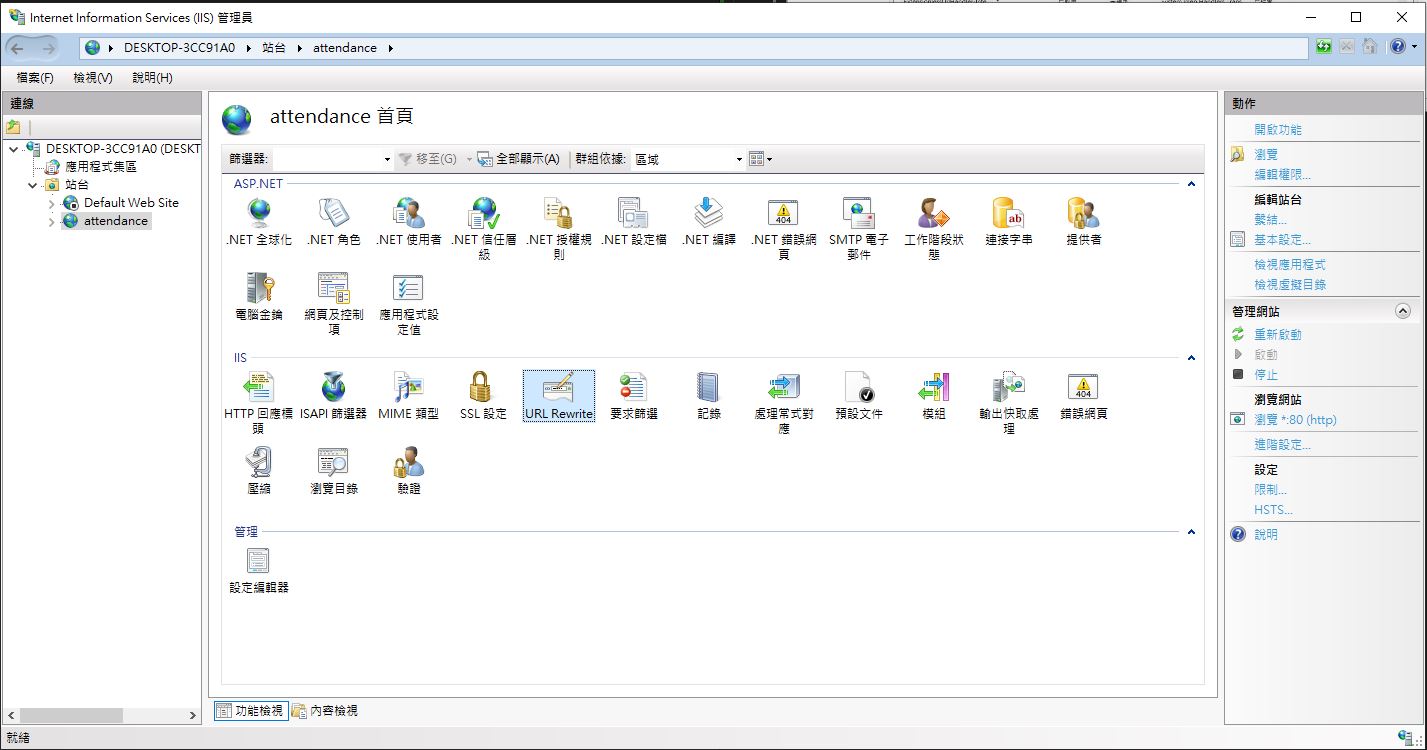 Internet Information Services (IIS) 管理員
DESKTOP-3CC91A0 站台 attendance
檔案(F) 檢視(V) 說明(H)
連線
DESKTOP-3CC91A0 (DESKT
應用程式集區
站台
Default Web Site
attendance
attendance 首頁
篩選器: 移至(G) 全部顯示(A) 群組依據: 區域
ASP.NET
.NET 全球化
.NET 角色
.NET 使用者
.NET 信任層
級
.NET 授權規
則
.NET 設定檔
.NET 編譯
.NET 錯誤網
頁
SMTP 電子
郵件
工作階段狀
態
連接字串
提供者
電腦金鑰
網頁及控制
項
應用程式設
定值
IIS
HTTP 回應標
頭
ISAPI 篩選器
MIME 類型
SSL 設定
URL Rewrite
要求篩選
記錄
處理常式對
應
預設文件
模組
輸出快取處
理
錯誤網頁
壓縮
瀏覽目錄
驗證
管理
設定編輯器
功能檢視 內容檢視
動作
開啟功能
瀏覽
編輯權限...
編輯站台
繫結...
基本設定...
檢視應用程式
檢視虛擬目錄
管理網站
重新啟動
啟動
停止
瀏覽網站
瀏覽 *:80 (http)
進階設定...
設定
限制...
HSTS...
說明
就緒